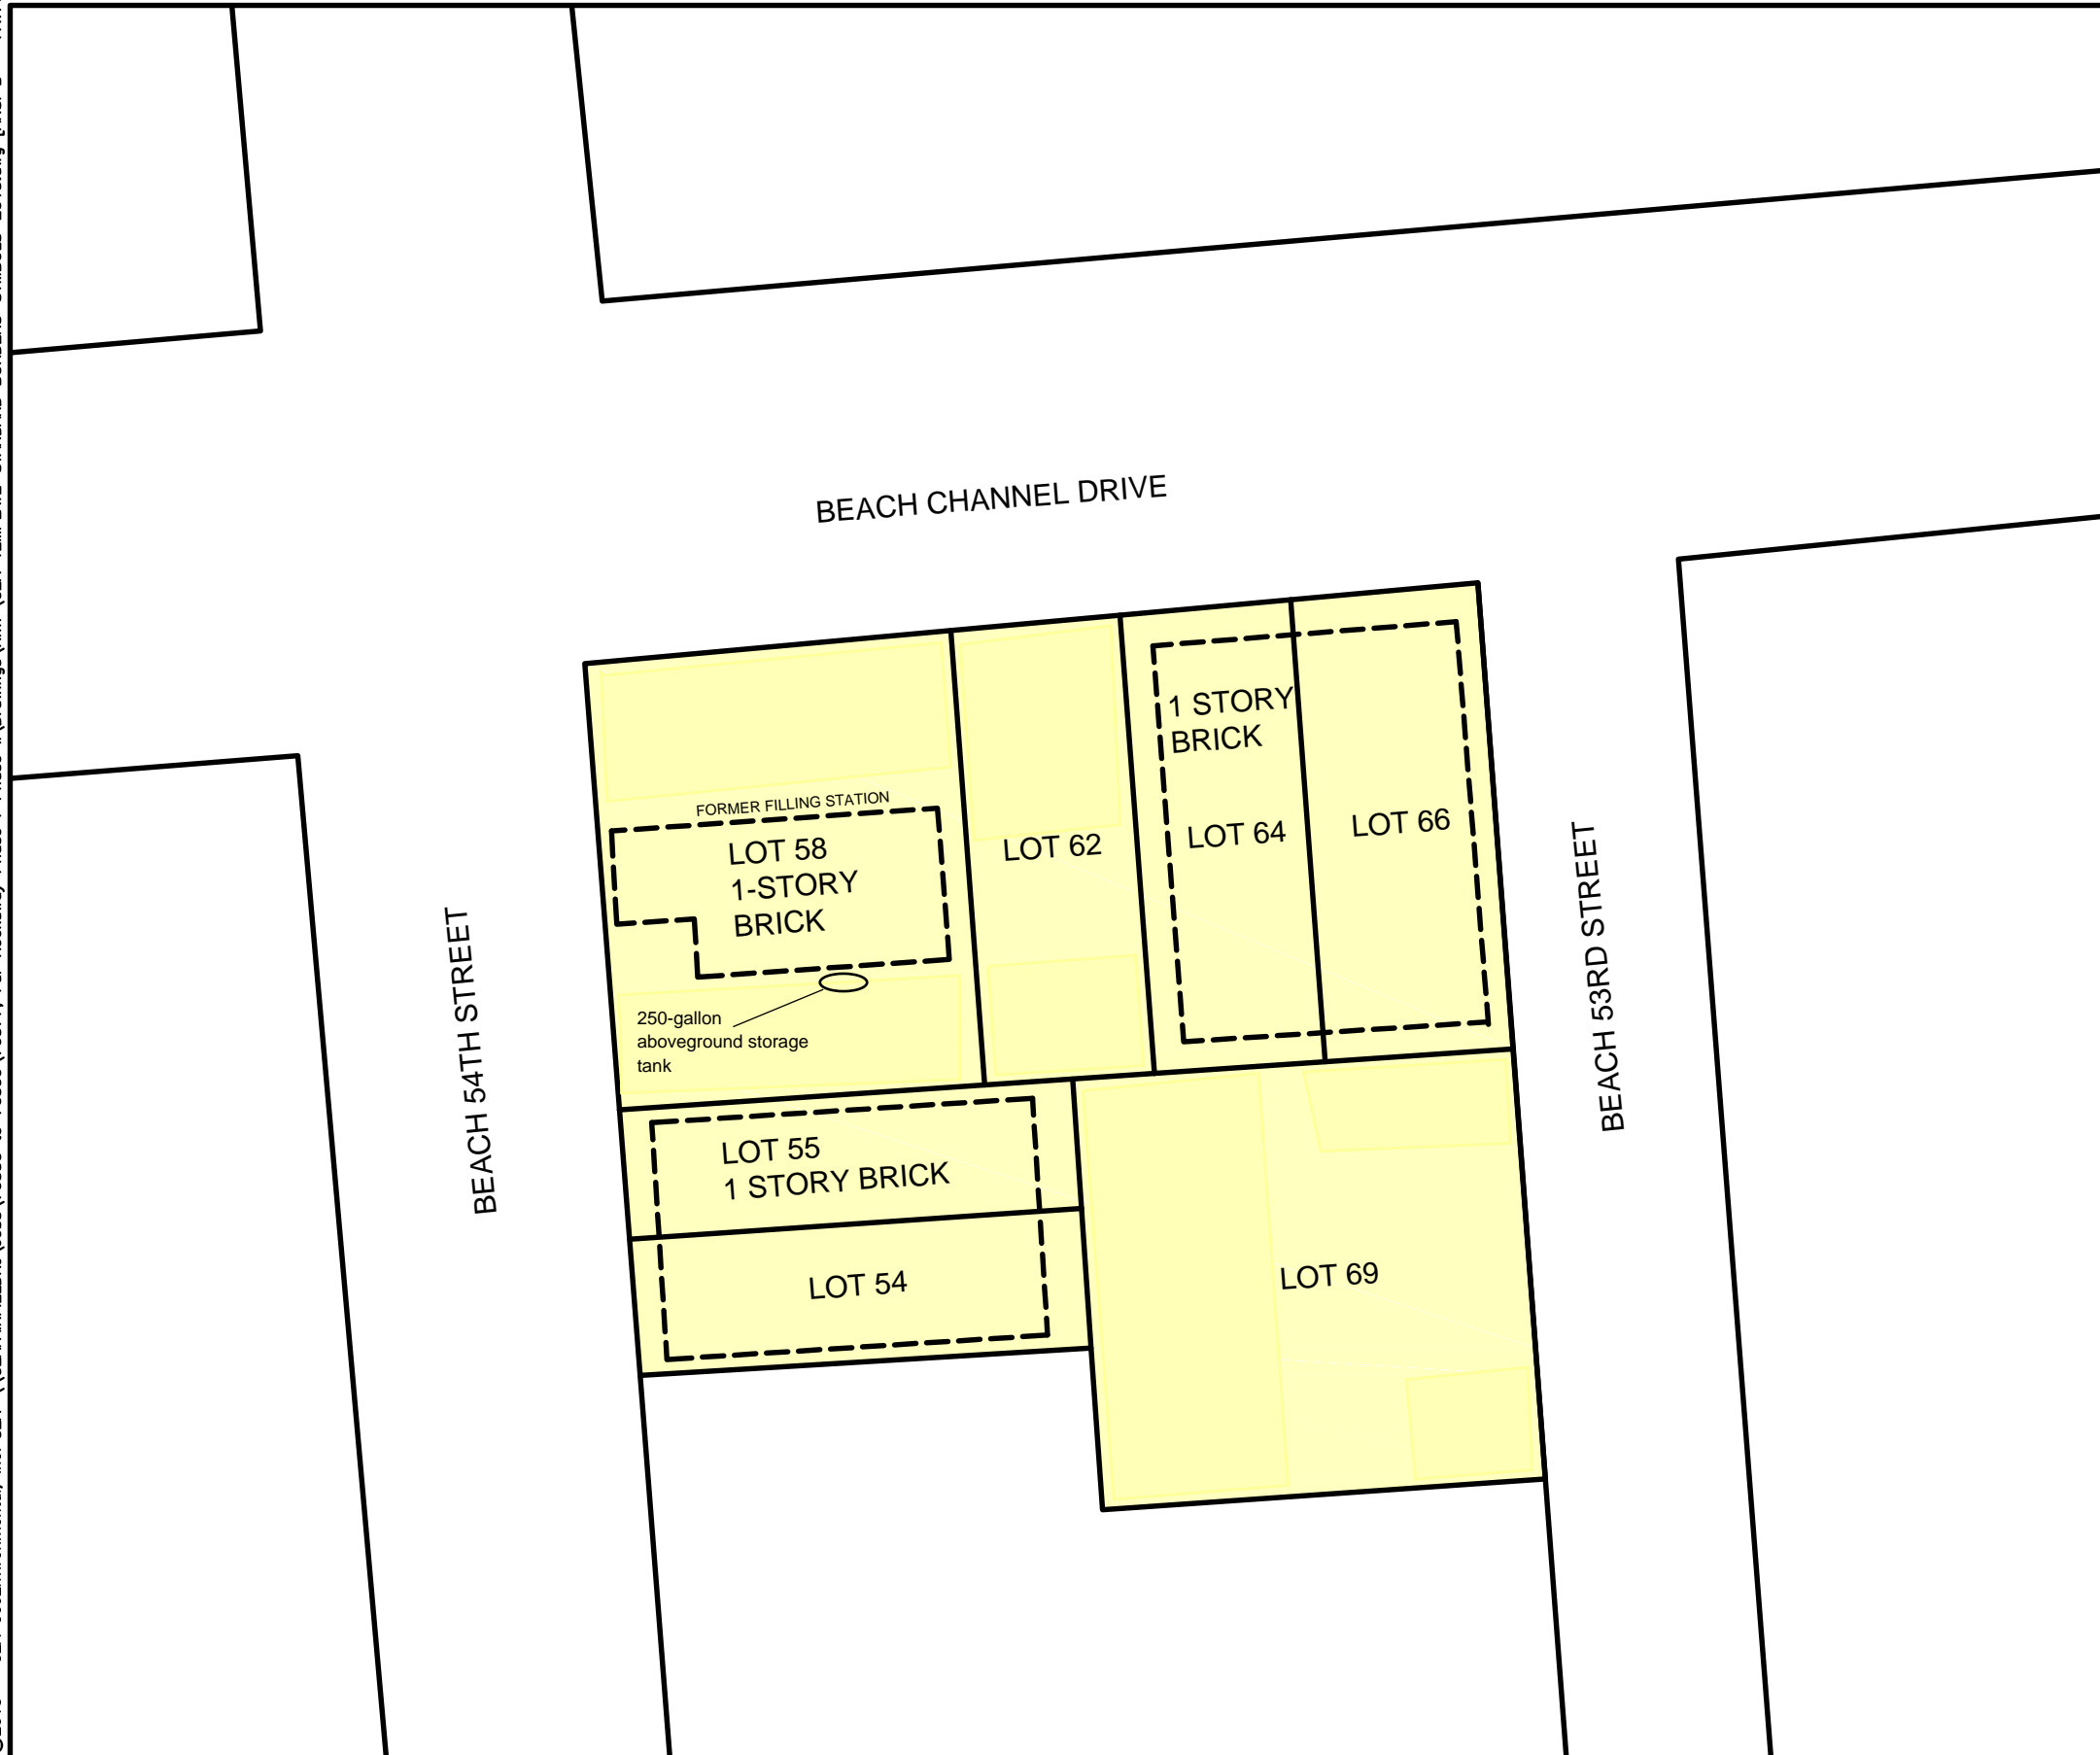 BEACH CHANNEL DRIVE
1 STORY
BRICK
FORMER FILLING STATION
LOT 58
1-STORY
BRICK
LOT 62
LOT 64
LOT 66
250-gallon
aboveground storage
tank
BEACH 54TH STREET
BEACH 53RD STREET
LOT 55
1 STORY BRICK
LOT 54
LOT 69